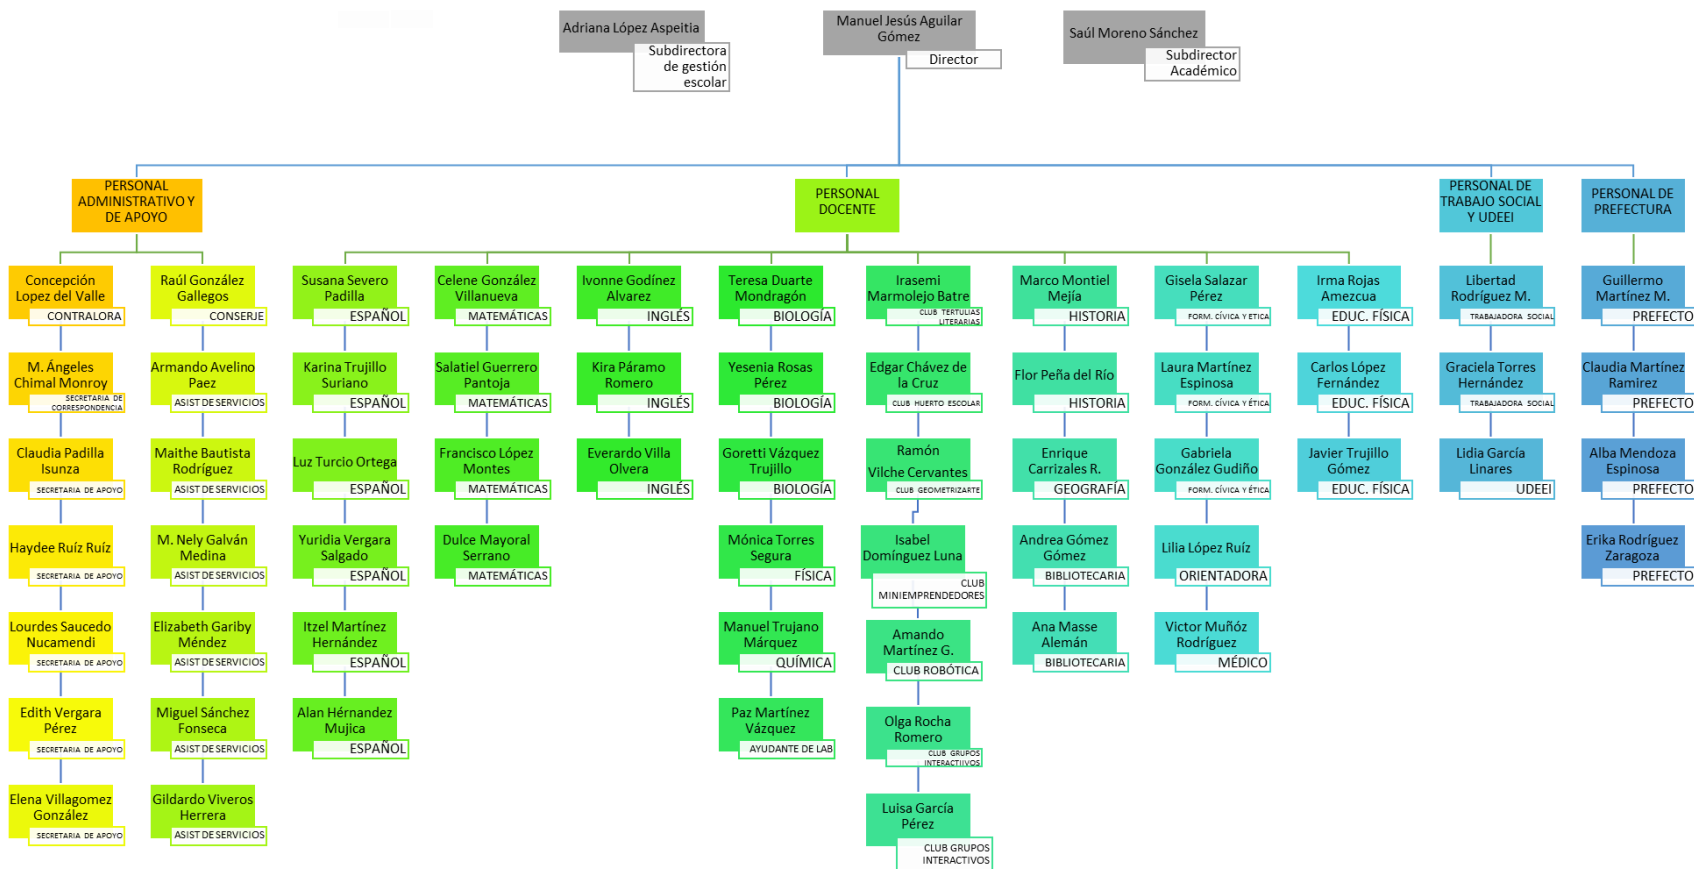 Adriana López Aspeitia
Subdirectora
de gestión
escolar
Manuel Jesús Aguilar
Gómez
Director
Saúl Moreno Sánchez
Subdirector
Académico
PERSONAL
ADMINISTRATIVO Y
DE APOYO
PERSONAL
DOCENTE
PERSONAL DE
TRABAJO SOCIAL
Y UDEEI
PERSONAL DE
PREFECTURA
Concepción
Lopez del Valle
CONTRALORA
M. Ángeles
Chimal Monroy
SECRETARIA DE
CORRESPONDENCIA
Claudia Padilla
Isunza
SECRETARIA DE APOYO
Haydee Ruíz Ruíz
SECRETARIA DE APOYO
Lourdes Saucedo
Nucamendi
SECRETARIA DE APOYO
Edith Vergara
Pérez
SECRETARIA DE APOYO
Elena Villagomez
González
SECRETARIA DE APOYO
Raúl González
Gallegos
CONSERJE
Armando Avelino
Paez
ASIST DE SERVICIOS
Maithe Bautista
Rodríguez
ASIST DE SERVICIOS
M. Nely Galván
Medina
ASIST DE SERVICIOS
Elizabeth Gariby
Méndez
ASIST DE SERVICIOS
Miguel Sánchez
Fonseca
ASIST DE SERVICIOS
Gildardo Viveros
Herrera
ASIST DE SERVICIOS
Susana Severo
Padilla
ESPAÑOL
Karina Trujillo
Suriano
ESPAÑOL
Luz Turcio Ortega
ESPAÑOL
Yuridia Vergara
Salgado
ESPAÑOL
Itzel Martínez
Hernández
ESPAÑOL
Alan Hérnandez
Mujica
ESPAÑOL
Celene González
Villanueva
MATEMÁTICAS
Salatiel Guerrero
Pantoja
MATEMÁTICAS
Francisco López
Montes
MATEMÁTICAS
Dulce Mayoral
Serrano
MATEMÁTICAS
Ivonne Godínez
Alvarez
INGLÉS
Kira Páramo
Romero
INGLÉS
Everardo Villa
Olvera
INGLÉS
Teresa Duarte
Mondragón
BIOLOGÍA
Yesenia Rosas
Pérez
BIOLOGÍA
Goretti Vázquez
Trujillo
BIOLOGÍA
Mónica Torres
Segura
FÍSICA
Manuel Trujano
Márquez
QUÍMICA
Paz Martínez
Vázquez
AYUDANTE DE LAB
Irasemi
Marmolejo Batre
CLUB TERTULIAS
LITERARIAS
Edgar Chávez de
la Cruz
CLUB HUERTO ESCOLAR
Ramón
Vilche Cervantes
CLUB GEOMETRIZARTE
Isabel
Domínguez Luna
CLUB
MINIEMPRENDEDORES
Amando
Martínez G.
CLUB ROBÓTICA
Olga Rocha
Romero
CLUB GRUPOS
INTERACTIIVOS
Luisa García
Pérez
CLUB GRUPOS
INTERACTIVOS
Marco Montiel
Mejía
HISTORIA
Flor Peña del Río
HISTORIA
Enrique
Carrizales R.
GEOGRAFÍA
Andrea Gómez
Gómez
BIBLIOTECARIA
Ana Masse
Alemán
BIBLIOTECARIA
Gisela Salazar
Pérez
FORM. CÍVICA Y ETICA
Laura Martínez
Espinosa
FORM. CÍVICA Y ÉTICA
Gabriela
González Gudiño
FORM. CÍVICA Y ÉTICA
Lilia López Ruíz
ORIENTADORA
Victor Muñóz
Rodríguez
MÉDICO
Irma Rojas
Amezcua
EDUC. FÍSICA
Carlos López
Fernández
EDUC. FÍSICA
Javier Trujillo
Gómez
EDUC. FÍSICA
Libertad
Rodríguez M.
TRABAJADORA SOCIAL
Graciela Torres
Hernández
TRABAJADORA SOCIAL
Lidia García
Linares
UDEEI
Guillermo
Martínez M.
PREFECTO
Claudia Martínez
Ramirez
PREFECTO
Alba Mendoza
Espinosa
PREFECTO
Erika Rodríguez
Zaragoza
PREFECTO